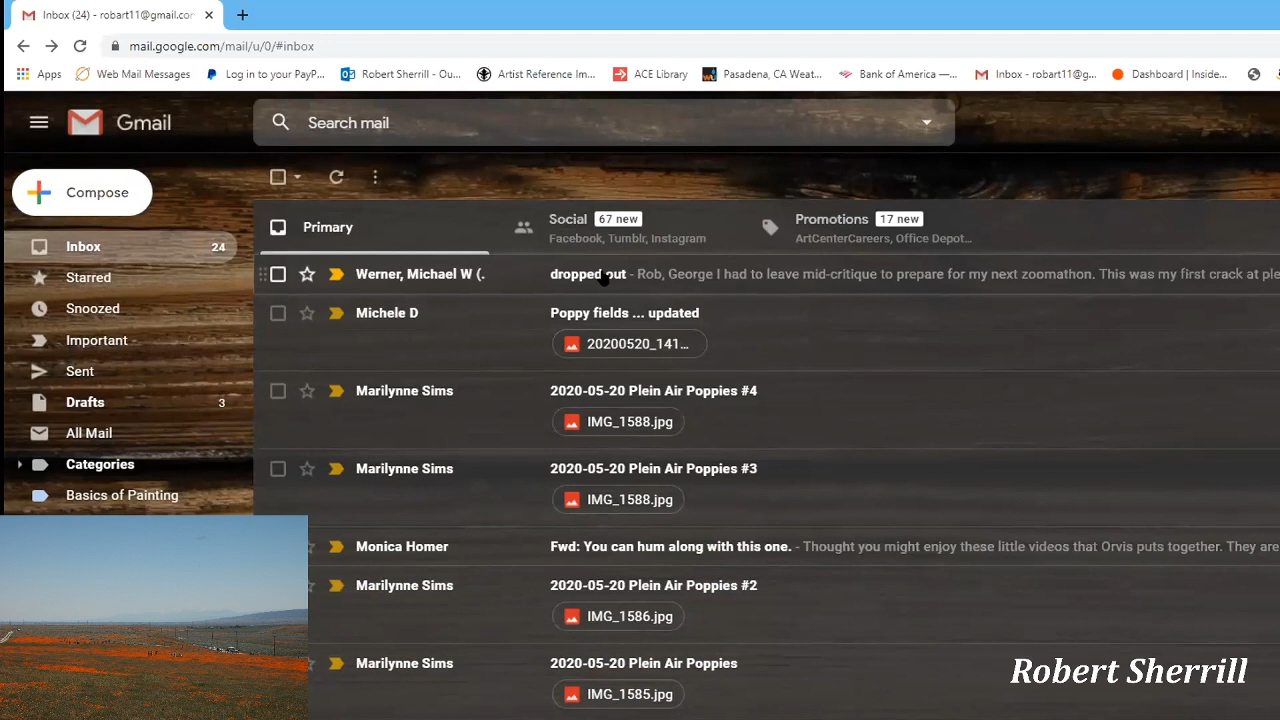 Inbox (24) - robart11@gmail.co
mail.google.com/mail/u/0/#inbox
Apps Web Mail Messages Log in to your PayP... Robert Sherrill - Ou... Artist Reference Im... ACE Library Pasadena, CA Weat... Bank of America —... Inbox - robart11@g... Dashboard | Inside...
Gmail
Search mail
Compose
Primary
Social 67 new
Facebook, Tumblr, Instagram
Promotions 17 new
ArtCenterCareers, Office Depot...
Inbox 24
Starred
Snoozed
Important
Sent
Drafts 3
All Mail
Categories
Basics of Painting
Werner, Michael W (. dropped out - Rob, George I had to leave mid-critique to prepare for my next zoomathon. This was my first crack at ple
Michele D Poppy fields ... updated
20200520_141...
Marilynne Sims 2020-05-20 Plein Air Poppies #4
IMG_1588.jpg
Marilynne Sims 2020-05-20 Plein Air Poppies #3
IMG_1588.jpg
Monica Homer Fwd: You can hum along with this one. - Thought you might enjoy these little videos that Orvis puts together. They are
Marilynne Sims 2020-05-20 Plein Air Poppies #2
IMG_1586.jpg
Marilynne Sims 2020-05-20 Plein Air Poppies
IMG_1585.jpg
Robert Sherrill